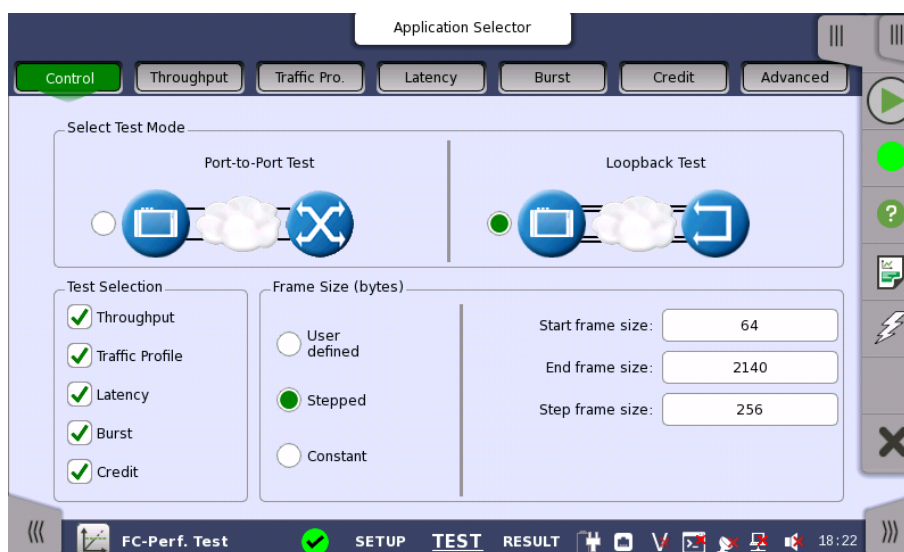 Application Selector
Control Throughput Traffic Pro. Latency Burst Credit Advanced
Select Test Mode
Port-to-Port Test
Loopback Test
Test Selection
Throughput
Traffic Profile
Latency
Burst
Credit
Frame Size (bytes)
User
defined
Stepped
Constant
Start frame size: 64
End frame size: 2140
Step frame size: 256
FC-Perf. Test SETUP TEST RESULT 18:22